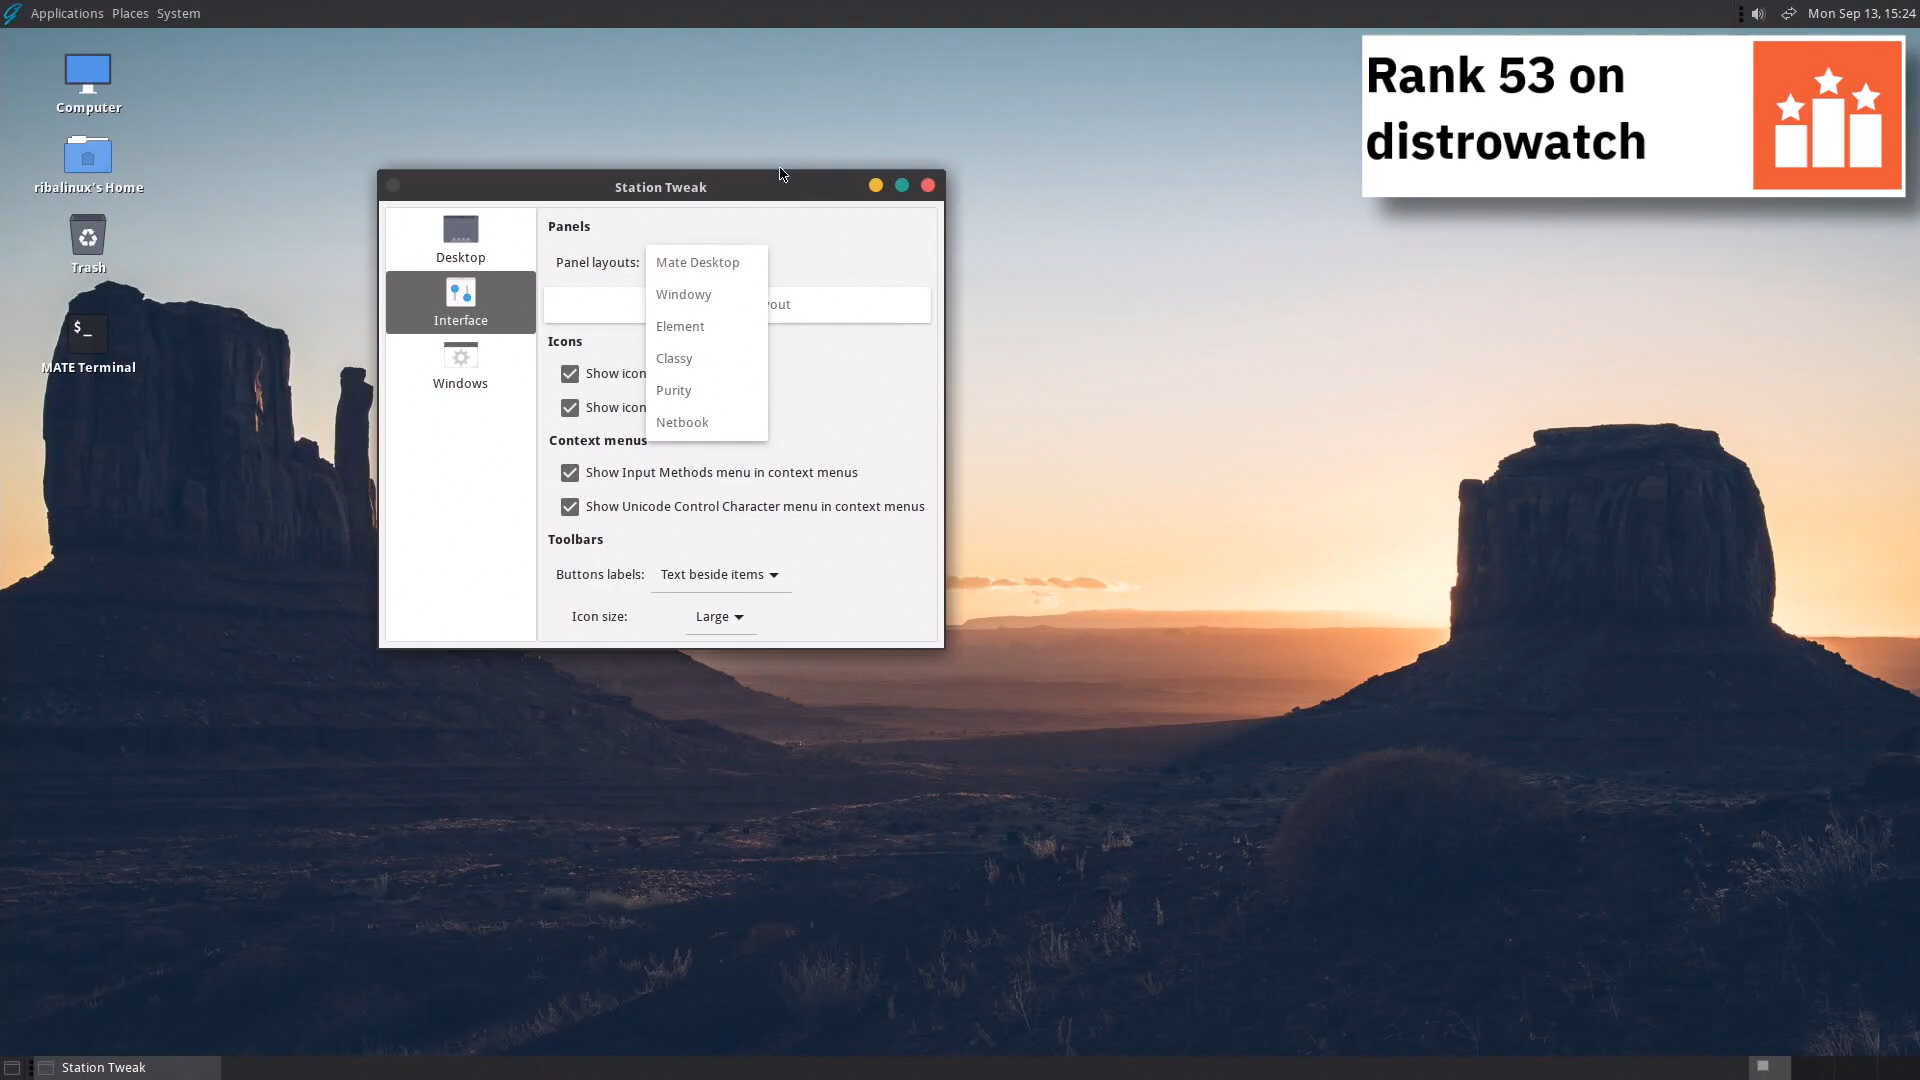 Applications Places System
Mon Sep 13, 15:24
Rank 53 on
distrowatch
Computer
ribalinux's Home
Trash
$_
MATE Terminal
Station Tweak
Desktop
Interface
Windows
Panels
Panel layouts:
Mate Desktop
Windowy
Element
Classy
Purity
Netbook
yout
Icons
Show icon
Show icon
Context menus
Show Input Methods menu in context menus
Show Unicode Control Character menu in context menus
Toolbars
Buttons labels: Text beside items
Icon size: Large
Station Tweak